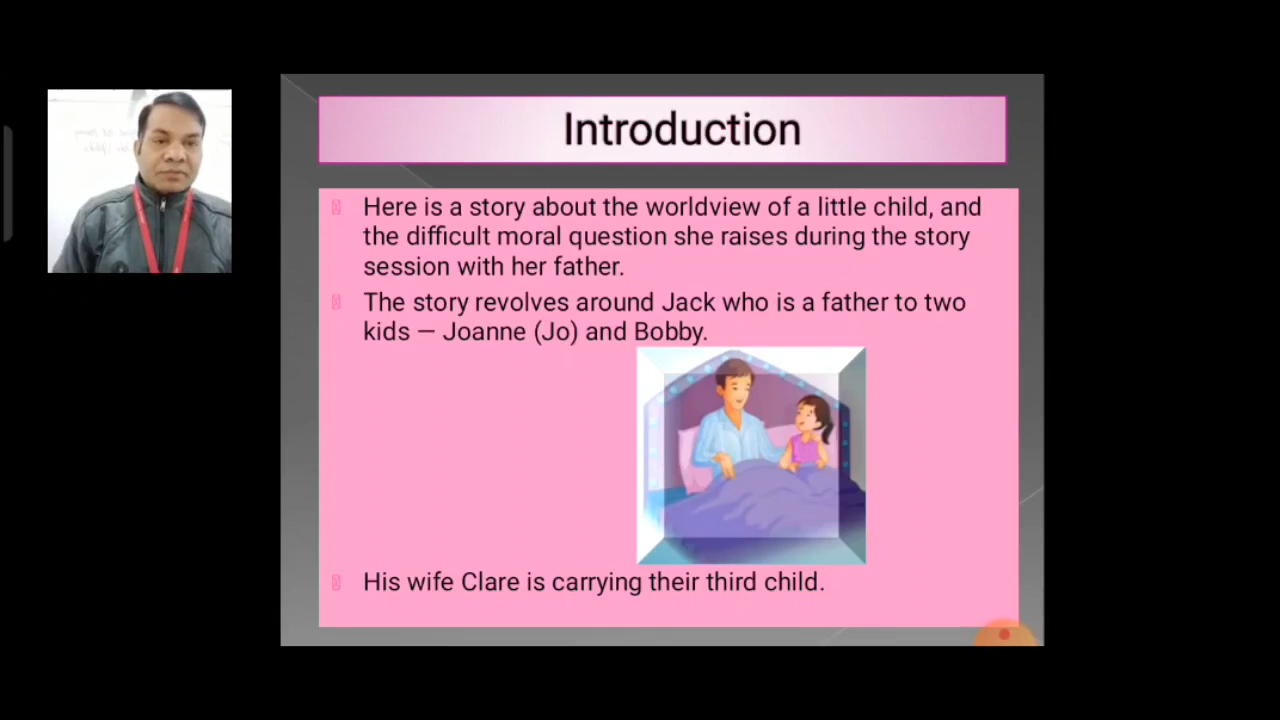 Introduction
Here is a story about the worldview of a little child, and
the difficult moral question she raises during the story
session with her father.
The story revolves around Jack who is a father to two
kids — Joanne (Jo) and Bobby.
His wife Clare is carrying their third child.